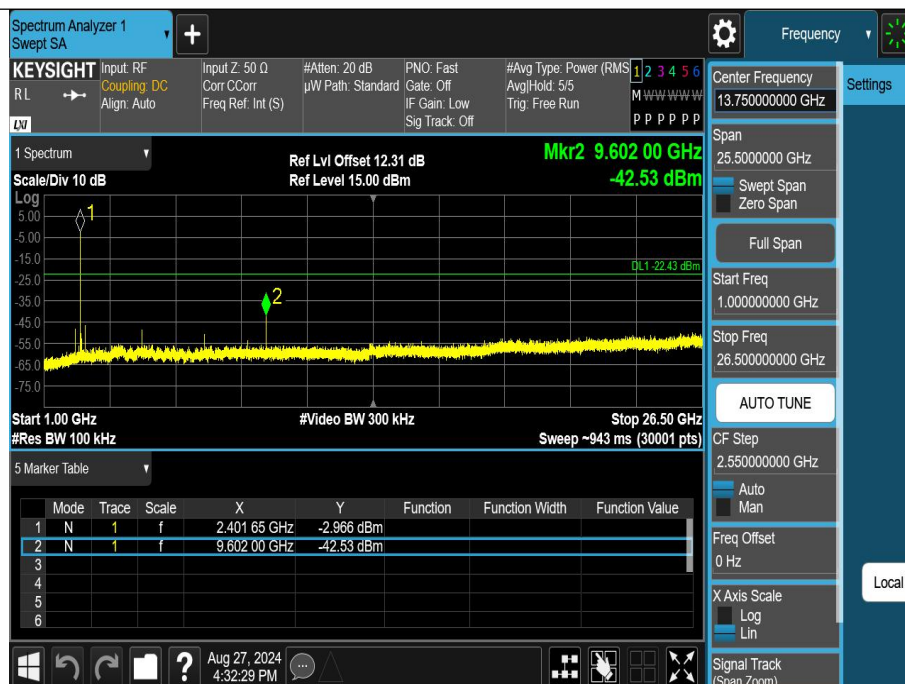 Spectrum Analyzer 1
Swept SA
Frequency
KEYSIGHT
RL
LXI
Input: RF
Coupling: DC
Align: Auto
Input Z: 50 Ω
Corr CCorr
Freq Ref: Int (S)
#Atten: 20 dB
µW Path: Standard
PNO: Fast
Gate: Off
IF Gain: Low
Sig Track: Off
#Avg Type: Power (RMS
Avg|Hold: 5/5
Trig: Free Run
1 2 3 4 5 6
M W W W W W
P P P P P P
1 Spectrum
Scale/Div 10 dB
Ref Lvl Offset 12.31 dB
Ref Level 15.00 dBm
Mkr2 9.602 00 GHz
-42.53 dBm
Log
5.00
-5.00
-15.0
-25.0
-35.0
-45.0
-55.0
-65.0
-75.0
1
2
DL1 -22.43 dBm
Start 1.00 GHz
#Video BW 300 kHz
Stop 26.50 GHz
#Res BW 100 kHz
Sweep ~943 ms (30001 pts)
5 Marker Table
Mode Trace Scale X Y Function Function Width Function Value
1 N 1 f 2.401 65 GHz -2.966 dBm
2 N 1 f 9.602 00 GHz -42.53 dBm
3
4
5
6
?
Aug 27, 2024
4:32:29 PM
Center Frequency
13.750000000 GHz
Settings
Span
25.5000000 GHz
Swept Span
Zero Span
Full Span
Start Freq
1.000000000 GHz
Stop Freq
26.500000000 GHz
AUTO TUNE
CF Step
2.550000000 GHz
Auto
Man
Freq Offset
0 Hz
Local
X Axis Scale
Log
Lin
Signal Track
(Span Zoom)